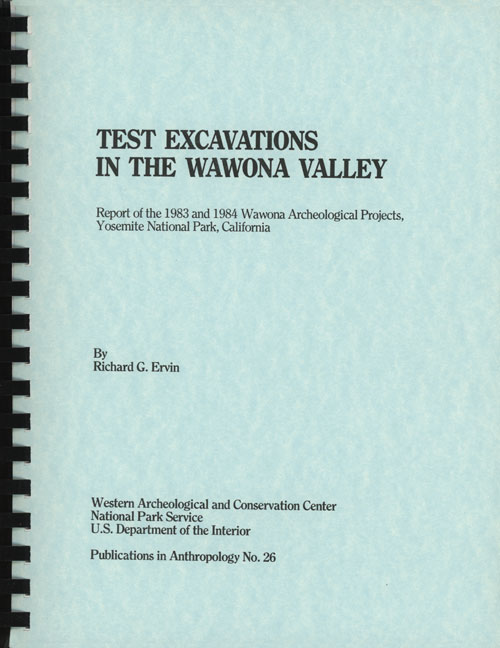 TEST EXCAVATIONS
IN THE WAWONA VALLEY
Report of the 1983 and 1984 Wawona Archeological Projects,
Yosemite National Park, California
By
Richard G. Ervin
Western Archeological and Conservation Center
National Park Service
U.S. Department of the Interior
Publications in Anthropology No. 26